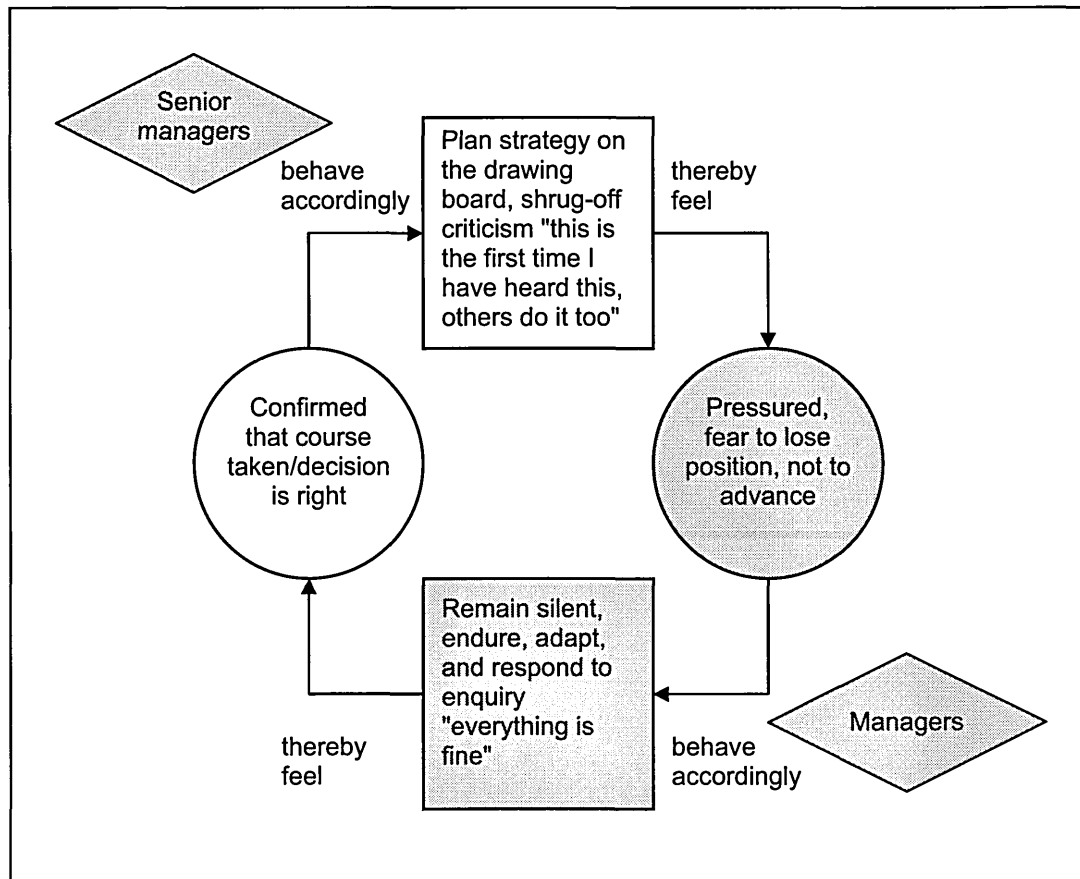 Senior
managers
behave
accordingly
Plan strategy on
the drawing
board, shrug-off
criticism "this is
the first time I
have heard this,
others do it too"
thereby
feel
Confirmed
that course
taken/decision
is right
Pressured,
fear to lose
position, not to
advance
Remain silent,
endure, adapt,
and respond to
enquiry
"everything is
fine"
thereby
feel
behave
accordingly
Managers